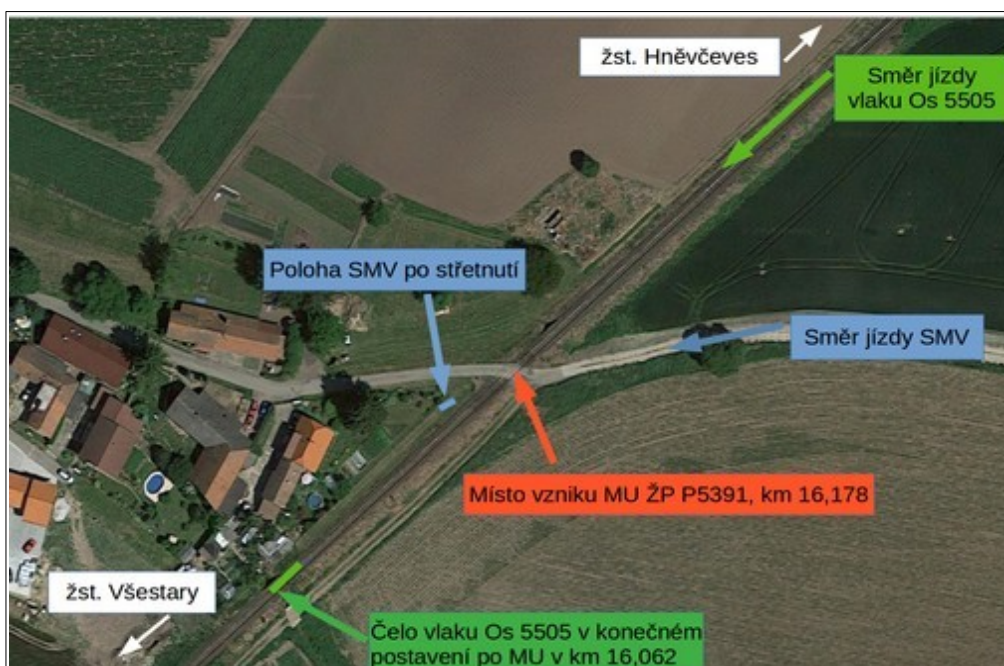 žst. Hněvčeves
Směr jízdy
vlaku Os 5505
Poloha SMV po střetnutí
Směr jízdy SMV
Místo vzniku MU ŽP P5391, km 16,178
žst. Všestary
Čelo vlaku Os 5505 v konečném
postavení po MU v km 16,062